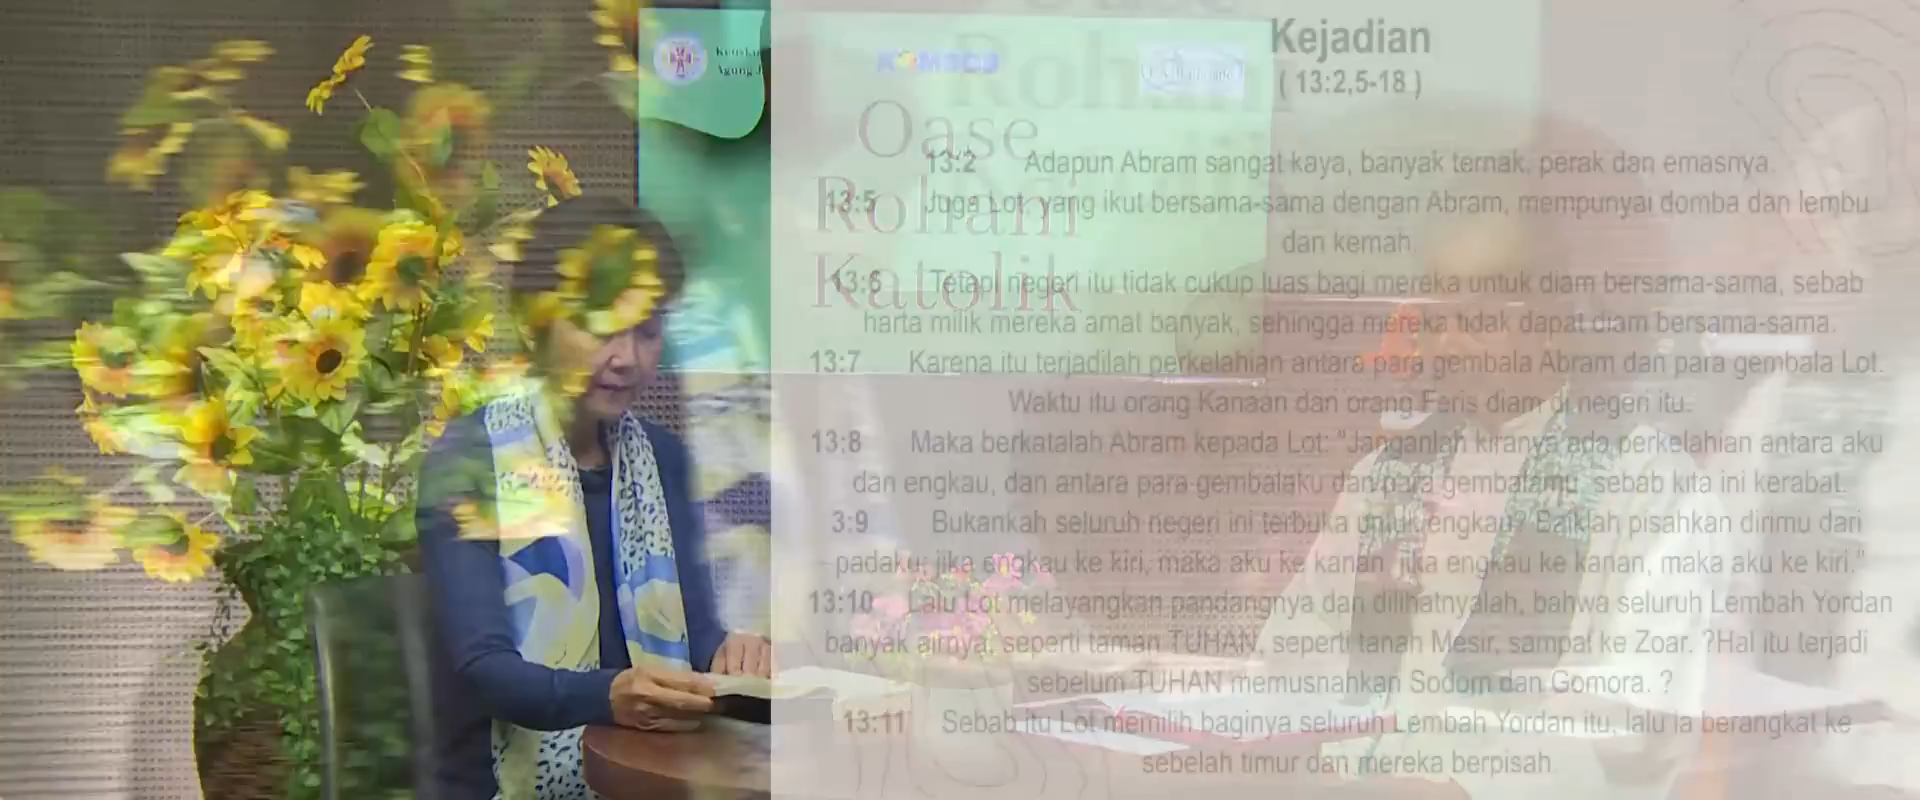 Kejadian
( 13:2,5-18 )
KOMSOS
Oase
Rohani
Katolik
13:2 Adapun Abram sangat kaya, banyak ternak, perak dan emasnya.
13:5 Juga Lot, yang ikut bersama-sama dengan Abram, mempunyai domba dan lembu
dan kemah.
13:6 Tetapi negeri itu tidak cukup luas bagi mereka untuk diam bersama-sama, sebab
harta milik mereka amat banyak, sehingga mereka tidak dapat diam bersama-sama.
13:7 Karena itu terjadilah perkelahian antara para gembala Abram dan para gembala Lot.
Waktu itu orang Kanaan dan orang Feris diam di negeri itu.
13:8 Maka berkatalah Abram kepada Lot: "Janganlah kiranya ada perkelahian antara aku
dan engkau, dan antara para gembalaku dan para gembalamu, sebab kita ini kerabat.
3:9 Bukankah seluruh negeri ini terbuka untuk engkau? Baiklah pisahkan dirimu dari
padaku; jika engkau ke kiri, maka aku ke kanan, jika engkau ke kanan, maka aku ke kiri."
13:10 Lalu Lot melayangkan pandangnya dan dilihatnyalah, bahwa seluruh Lembah Yordan
banyak airnya, seperti taman TUHAN, seperti tanah Mesir, sampai ke Zoar. ?Hal itu terjadi
sebelum TUHAN memusnahkan Sodom dan Gomora. ?
13:11 Sebab itu Lot memilih baginya seluruh Lembah Yordan itu, lalu ia berangkat ke
sebelah timur dan mereka berpisah.